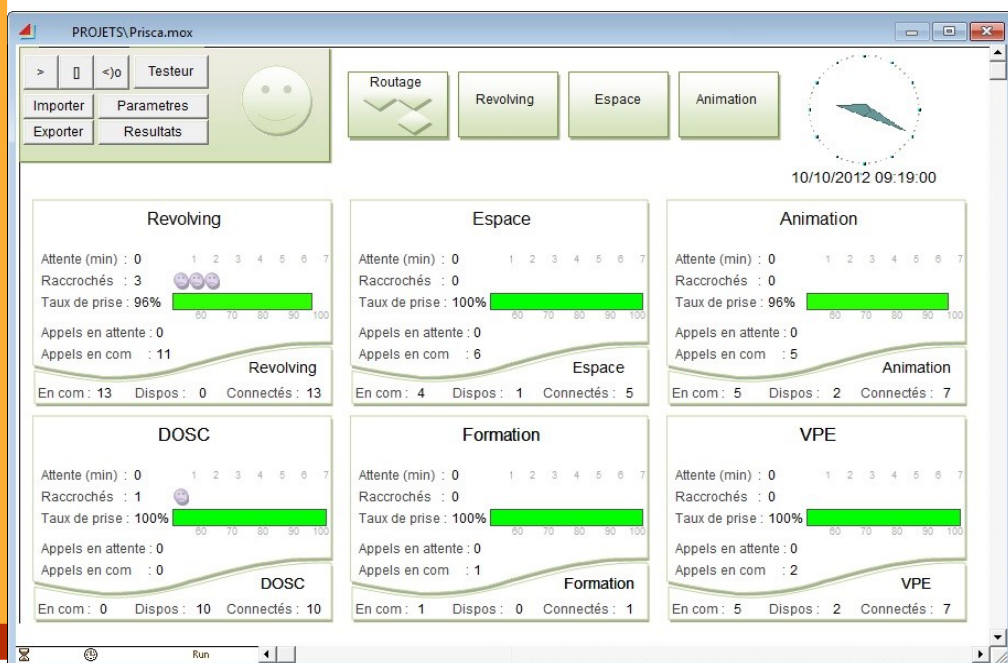 PROJETS\Prisca.mox
> [] <)o Testeur
Importer Parametres
Exporter Resultats
Routage
Revolving
Espace
Animation
10/10/2012 09:19:00
Revolving
Attente (min) : 0 1 2 3 4 5 6 7
Raccrochés : 3
Taux de prise : 96%
60 70 80 90 100
Appels en attente : 0
Appels en com : 11
Revolving
En com : 13 Dispos : 0 Connectés : 13
Espace
Attente (min) : 0 1 2 3 4 5 6 7
Raccrochés : 0
Taux de prise : 100%
60 70 80 90 100
Appels en attente : 0
Appels en com : 6
Espace
En com : 4 Dispos : 1 Connectés : 5
Animation
Attente (min) : 0 1 2 3 4 5 6 7
Raccrochés : 0
Taux de prise : 96%
60 70 80 90 100
Appels en attente : 0
Appels en com : 5
Animation
En com : 5 Dispos : 2 Connectés : 7
DOSC
Attente (min) : 0 1 2 3 4 5 6 7
Raccrochés : 1
Taux de prise : 100%
60 70 80 90 100
Appels en attente : 0
Appels en com : 0
DOSC
En com : 0 Dispos : 10 Connectés : 10
Formation
Attente (min) : 0 1 2 3 4 5 6 7
Raccrochés : 0
Taux de prise : 100%
60 70 80 90 100
Appels en attente : 0
Appels en com : 1
Formation
En com : 1 Dispos : 0 Connectés : 1
VPE
Attente (min) : 0 1 2 3 4 5 6 7
Raccrochés : 0
Taux de prise : 100%
60 70 80 90 100
Appels en attente : 0
Appels en com : 2
VPE
En com : 5 Dispos : 2 Connectés : 7
Run